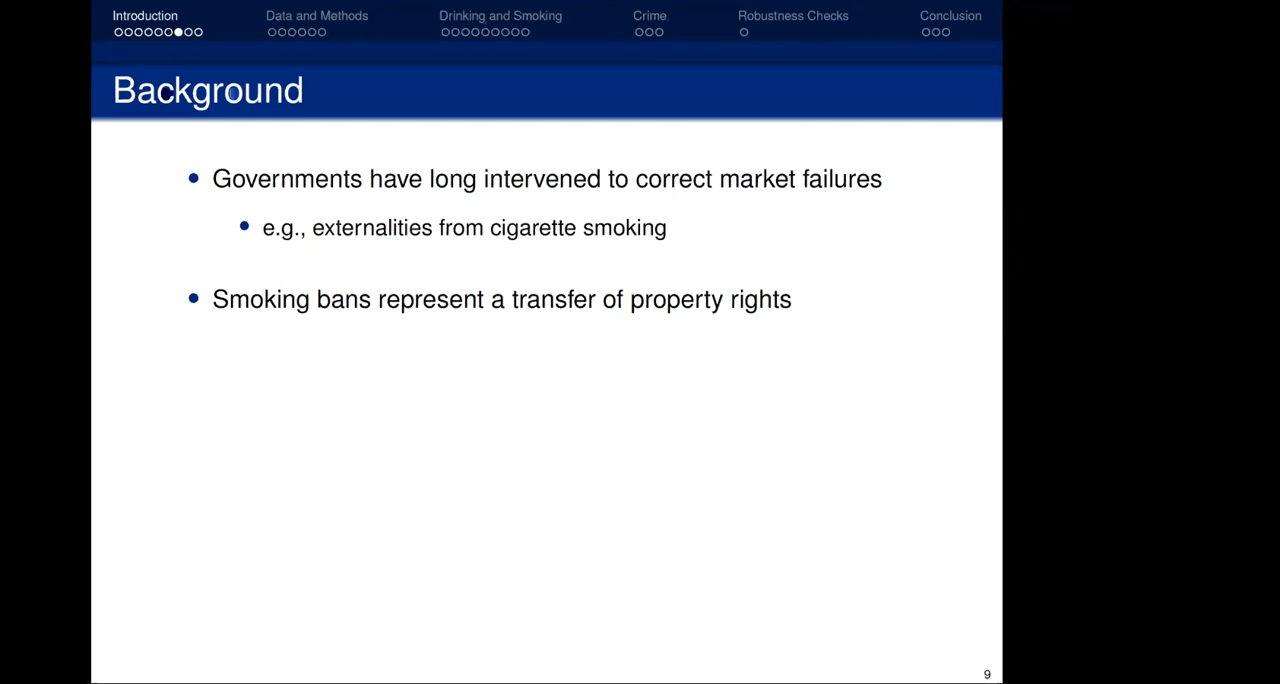 Introduction Data and Methods Drinking and Smoking Crime Robustness Checks Conclusion
Background
Governments have long intervened to correct market failures
e.g., externalities from cigarette smoking
Smoking bans represent a transfer of property rights
9